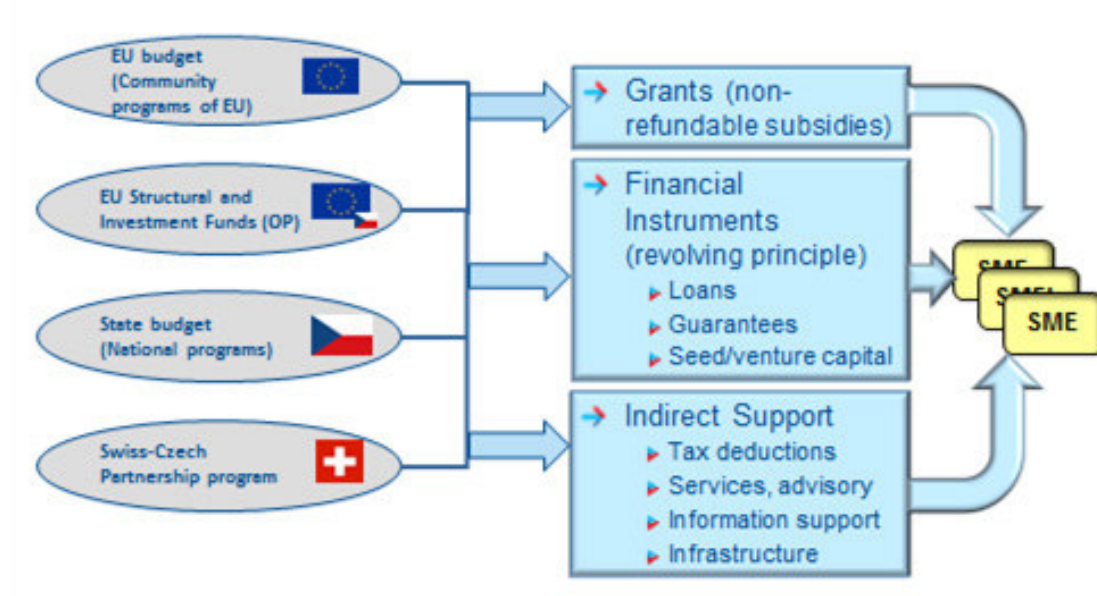 EU budget
(Community
programs of EU)
EU Structural and
Investment Funds (OP)
State budget
(National programs)
Swiss-Czech
Partnership program
Grants (non-
refundable subsidies)
Financial
Instruments
(revolving principle)
Loans
Guarantees
Seed/venture capital
Indirect Support
Tax deductions
Services, advisory
Information support
Infrastructure
SME